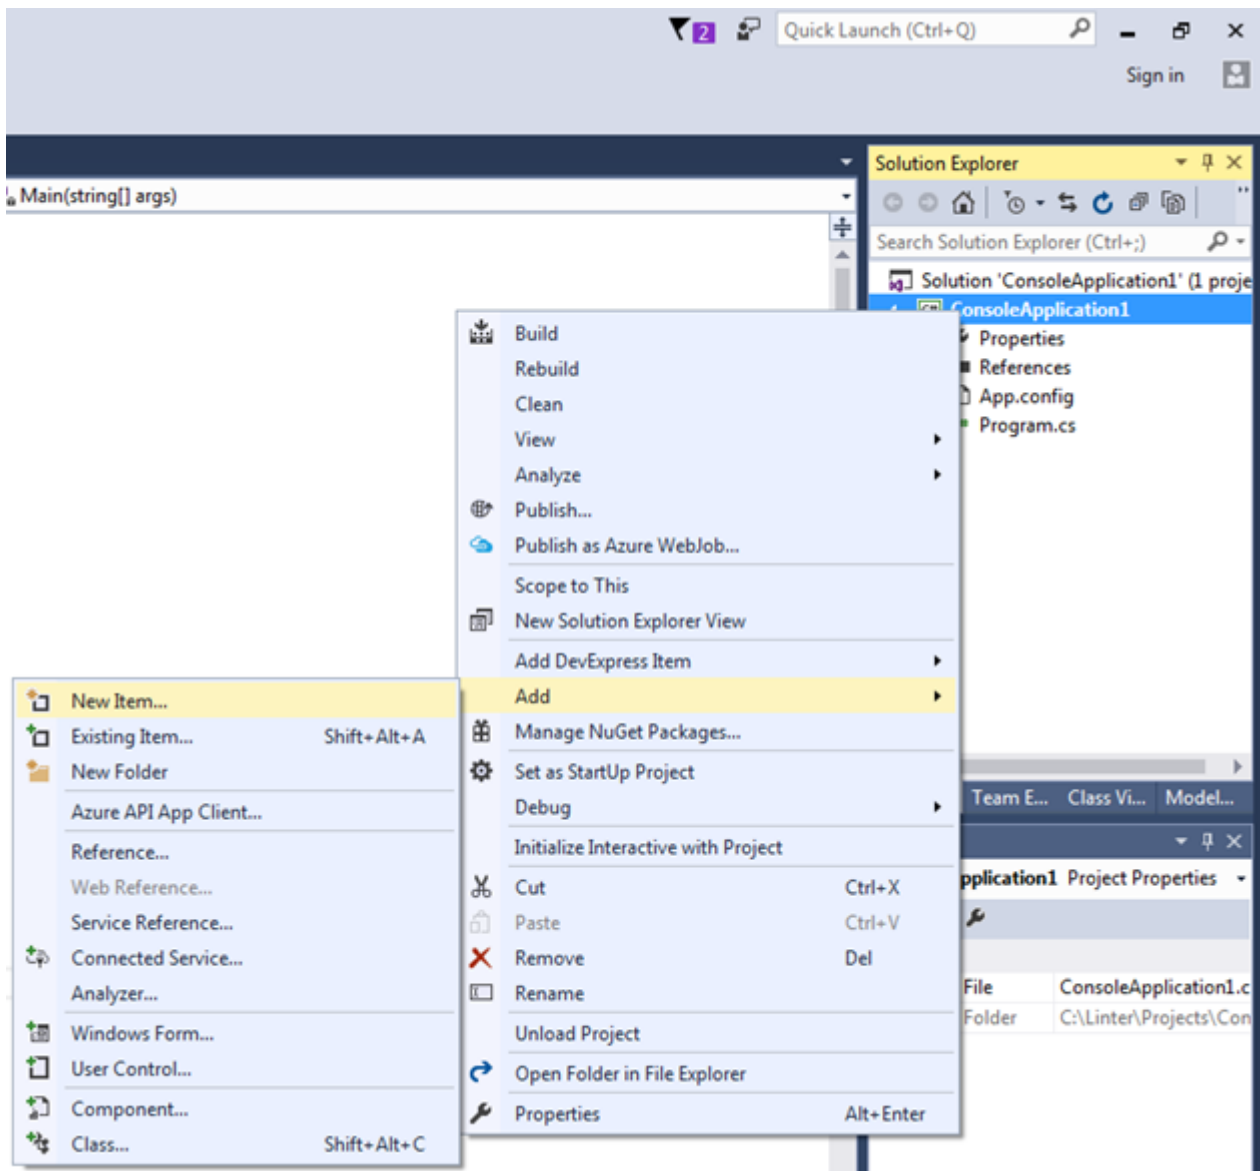 2
Quick Launch (Ctrl+Q)
Sign in
Solution Explorer
Main(string[] args)
Search Solution Explorer (Ctrl+;)
Solution 'ConsoleApplication1' (1 proje
ConsoleApplication1
Properties
References
App.config
Program.cs
Build
Rebuild
Clean
View
Analyze
Publish...
Publish as Azure WebJob...
Scope to This
New Solution Explorer View
Add DevExpress Item
Add
Manage NuGet Packages...
Set as StartUp Project
Debug
Initialize Interactive with Project
Cut Ctrl+X
Paste Ctrl+V
Remove Del
Rename
Unload Project
Open Folder in File Explorer
Properties Alt+Enter
New Item...
Existing Item... Shift+Alt+A
New Folder
Azure API App Client...
Reference...
Web Reference...
Service Reference...
Connected Service...
Analyzer...
Windows Form...
User Control...
Component...
Class... Shift+Alt+C
Team E... Class Vi... Model...
pplication1 Project Properties
File ConsoleApplication1.c
Folder C:\Linter\Projects\Con